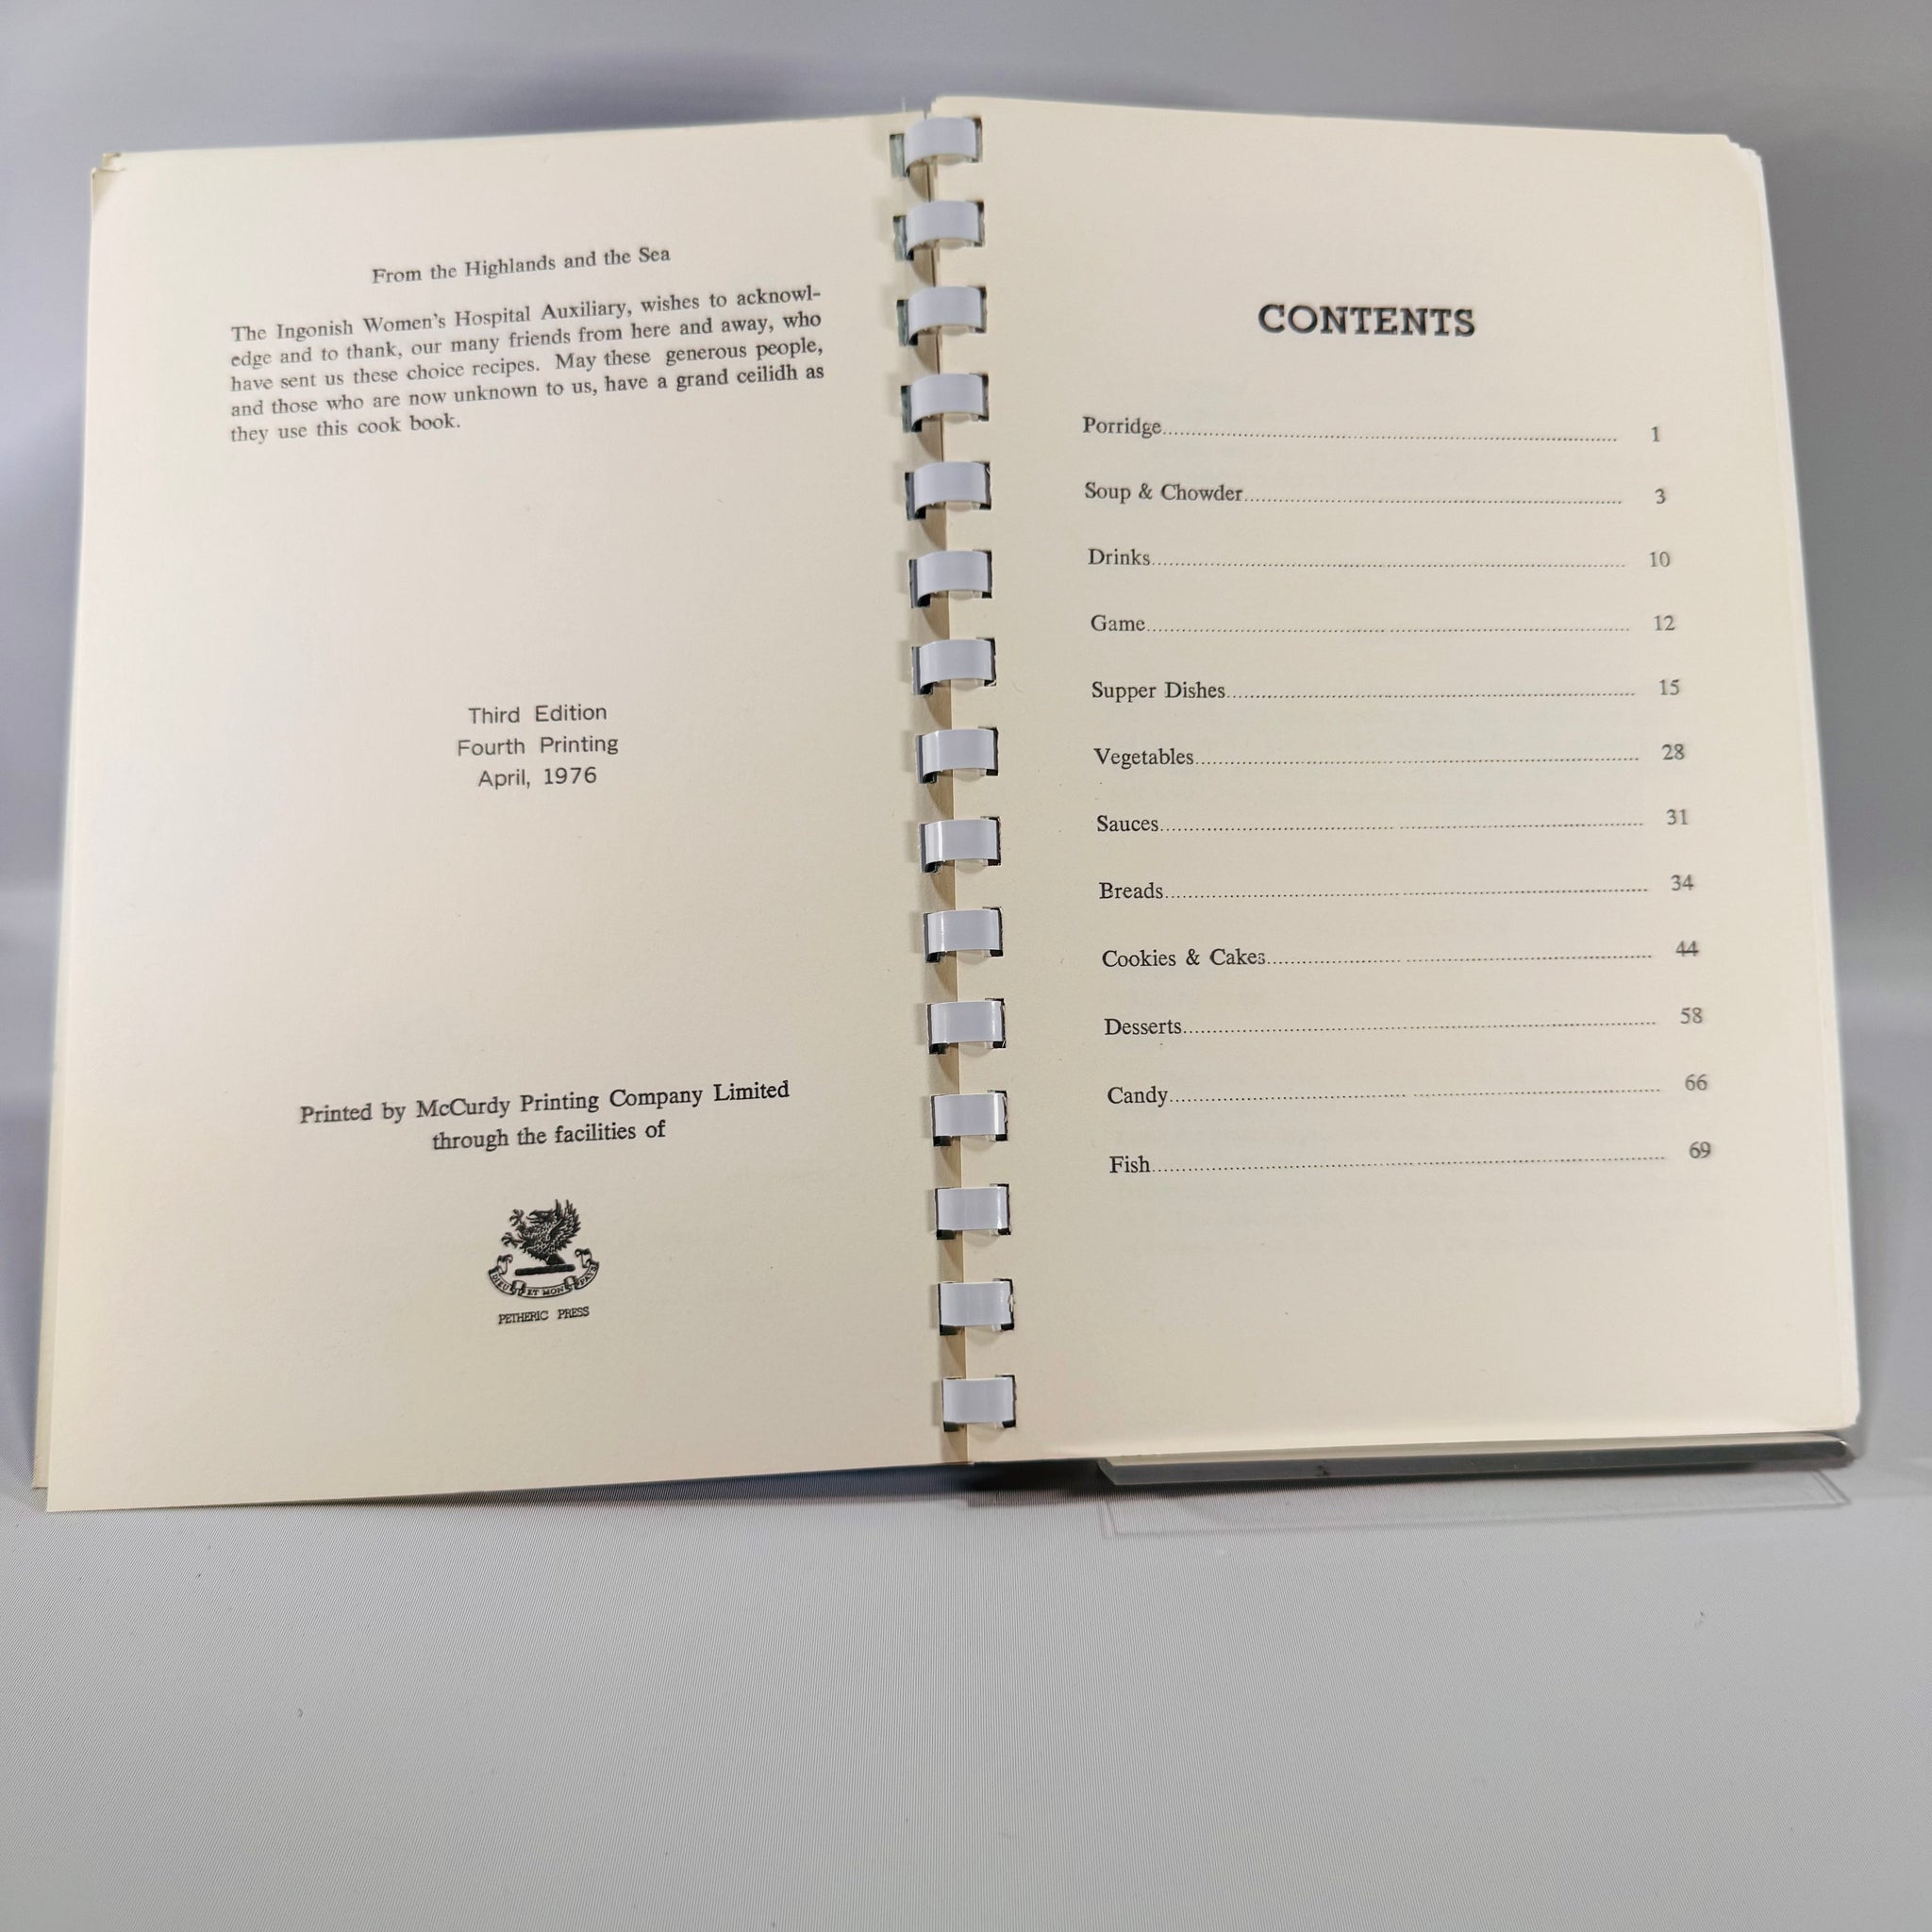 From the Highlands and the Sea
The Ingonish Women's Hospital Auxiliary, wishes to acknowl-
edge and to thank, our many friends from here and away, who
have sent us these choice recipes. May these generous people,
and those who are now unknown to us, have a grand ceilidh as
they use this cook book.
Third Edition
Fourth Printing
April, 1976
Printed by McCurdy Printing Company Limited
through the facilities of
DIEU ET MON PAYS
PETHERIC PRESS
CONTENTS
Porridge 1
Soup & Chowder 3
Drinks 10
Game 12
Supper Dishes 15
Vegetables 28
Sauces 31
Breads 34
Cookies & Cakes 44
Desserts 58
Candy 66
Fish 69